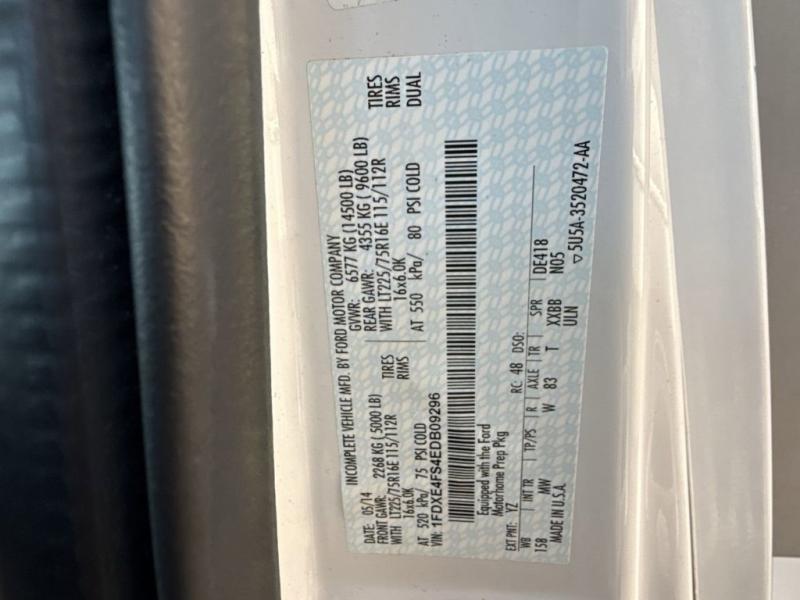 INCOMPLETE VEHICLE MFD. BY FORD MOTOR COMPANY
DATE: 05/14 GVWR: 6577 KG (14500 LB)
FRONT GAWR: 2268 KG (5000 LB) REAR GAWR: 4355 KG (9600 LB)
WITH LT225/75R16E 115/112R TIRES WITH LT225/75R16E 115/112R TIRES
16x6.0K RIMS 16x6.0K RIMS
AT 520 kPa/ 75 PSI COLD AT 550 kPa/ 80 PSI COLD DUAL
VIN: 1FDXE4FS4EDB09296
Equipped with the Ford
Motorhome Prep Pkg
EXT PNT: YZ RC: 48 DSO:
WB INT TR TP/PS R AXLE TR SPR DE418
158 MW W 83 T XXBB N05
MADE IN U.S.A. ULN
▽5U5A-3520472-AA